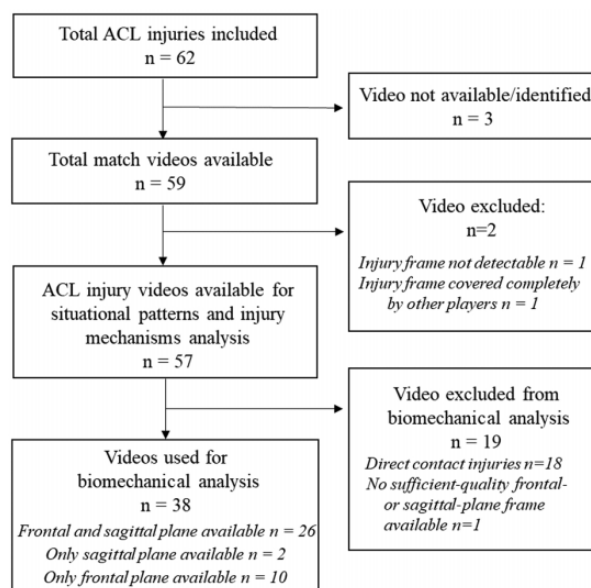 Total ACL injuries included
n = 62
Video not available/identified
n = 3
Total match videos available
n = 59
Video excluded:
n=2
Injury frame not detectable n = 1
Injury frame covered completely
by other players n = 1
ACL injury videos available for
situational patterns and injury
mechanisms analysis
n = 57
Video excluded from
biomechanical analysis
n = 19
Direct contact injuries n=18
No sufficient-quality frontal-
or sagittal-plane frame
available n=1
Videos used for
biomechanical analysis
n = 38
Frontal and sagittal plane available n = 26
Only sagittal plane available n = 2
Only frontal plane available n = 10